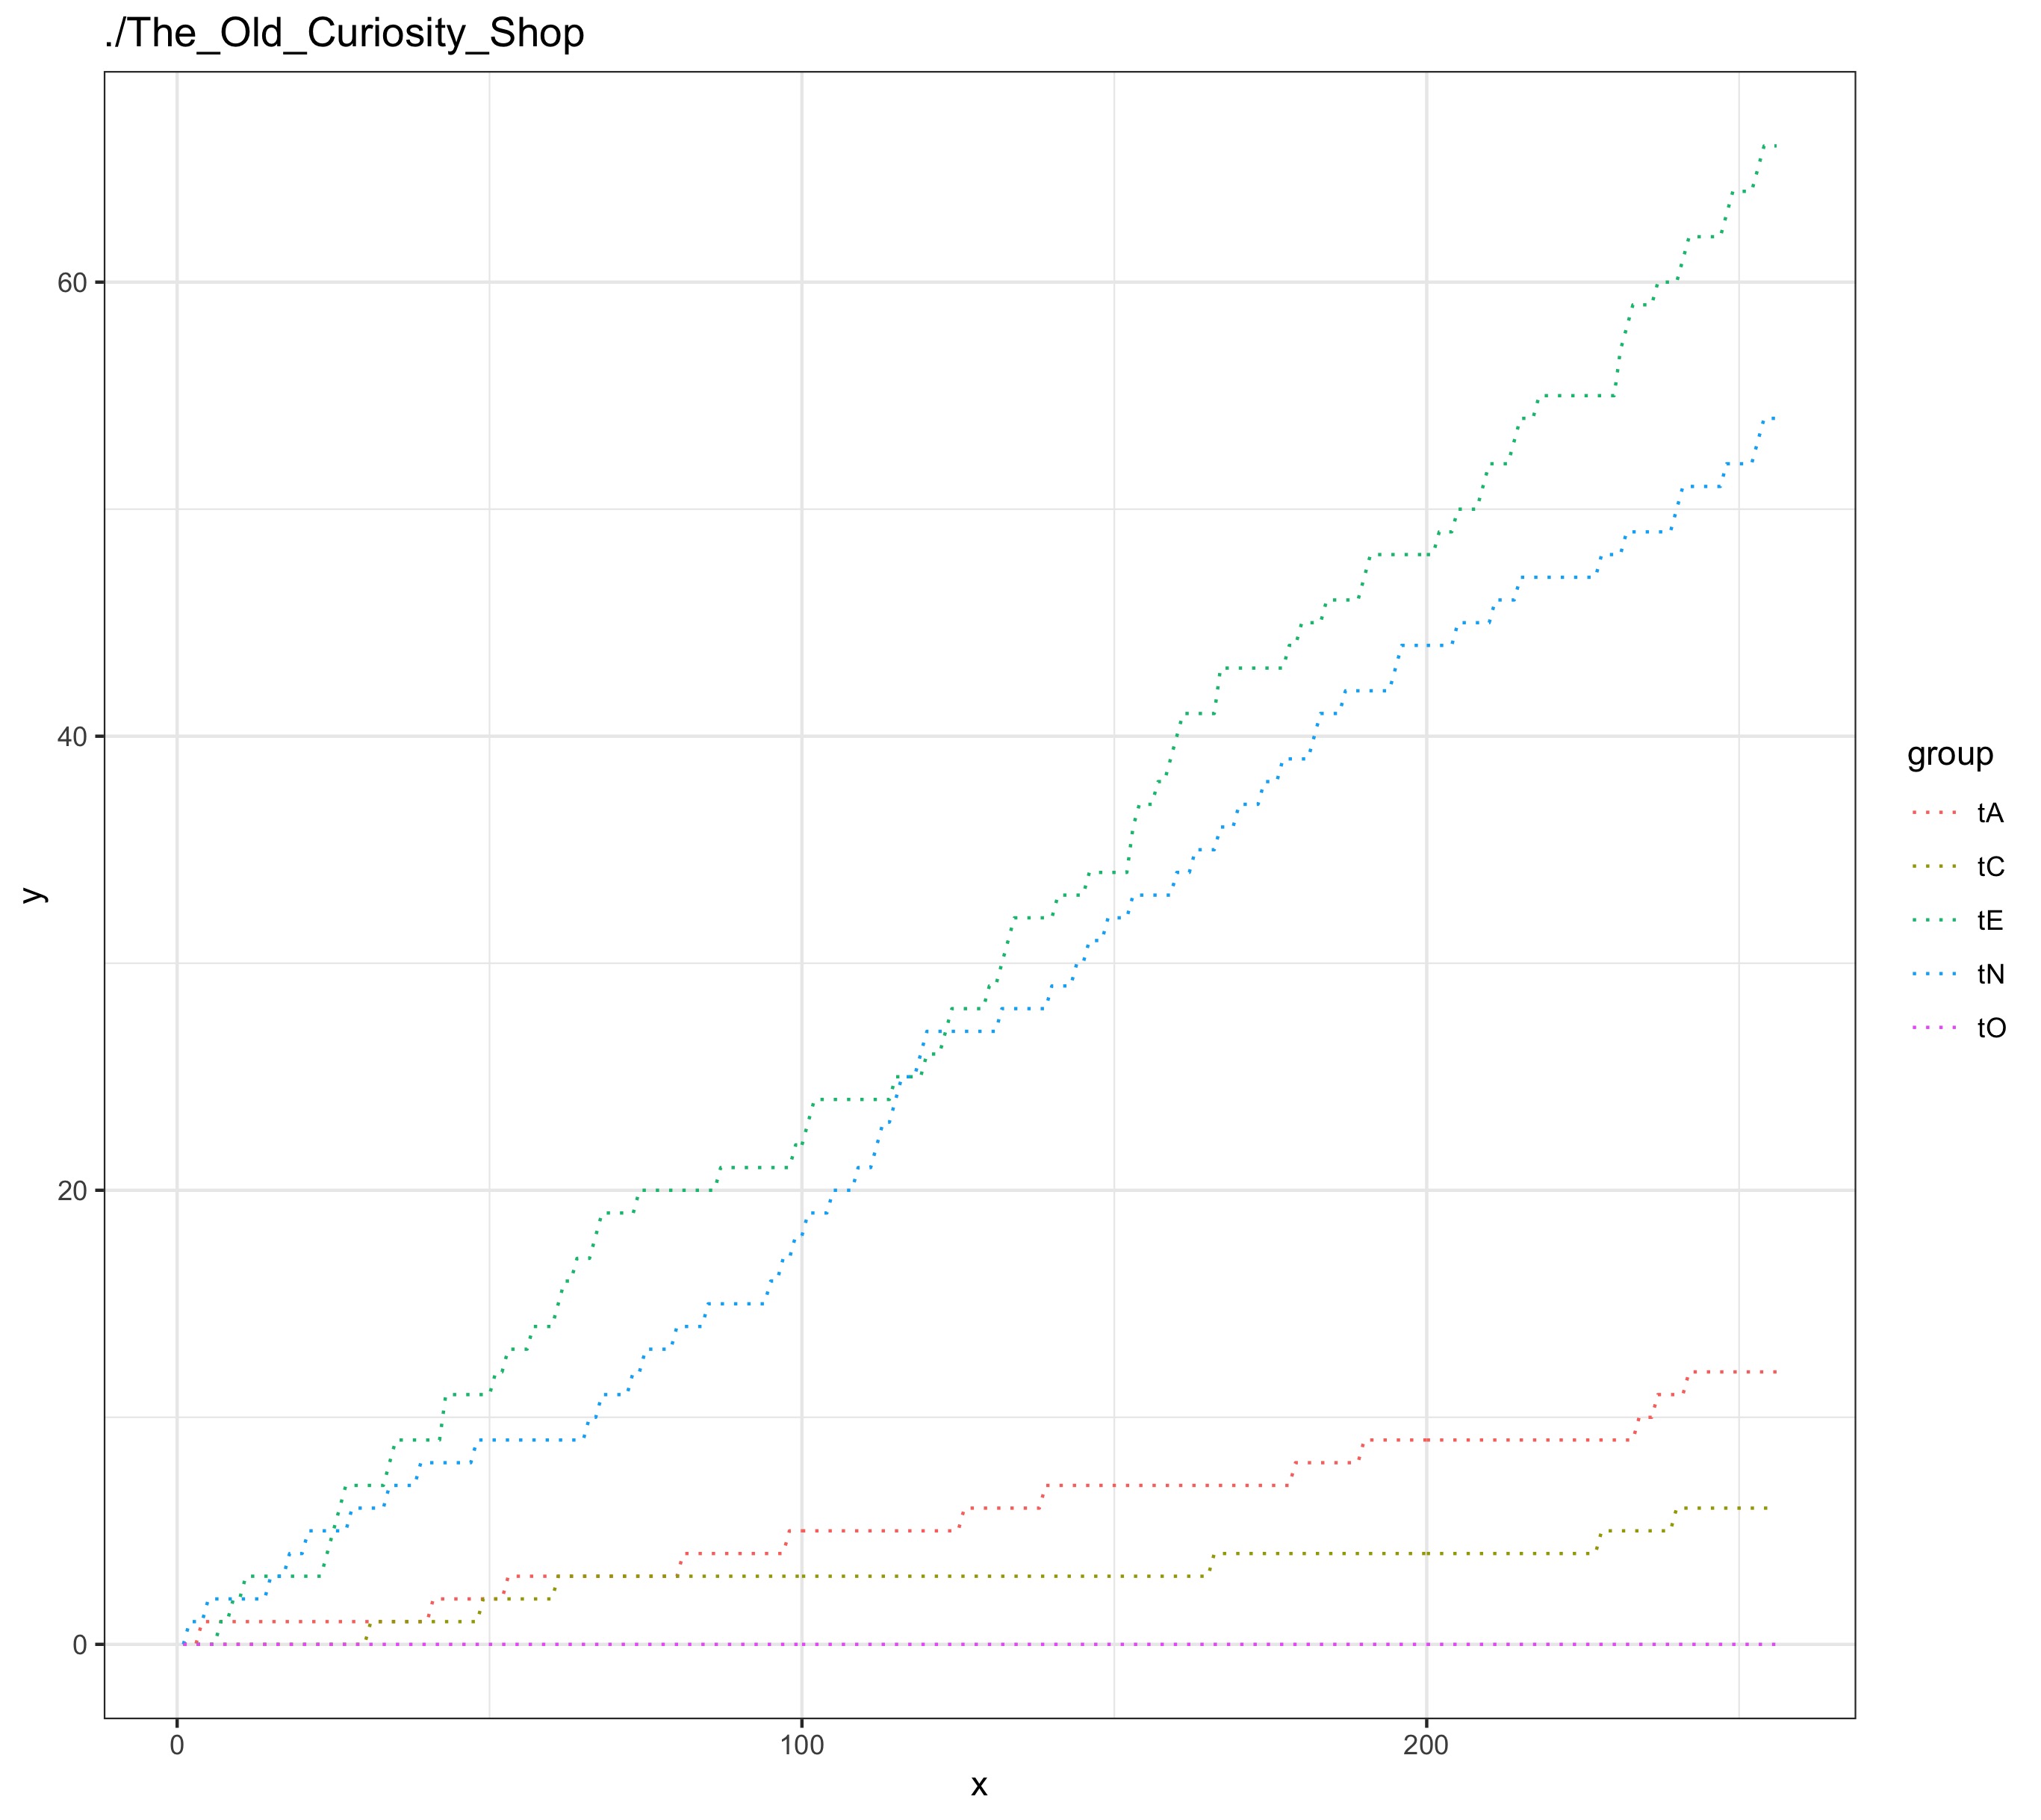 ./The_Old_Curiosity_Shop
60
40
20
0
y
0 100 200
x
group
tA
tC
tE
tN
tO